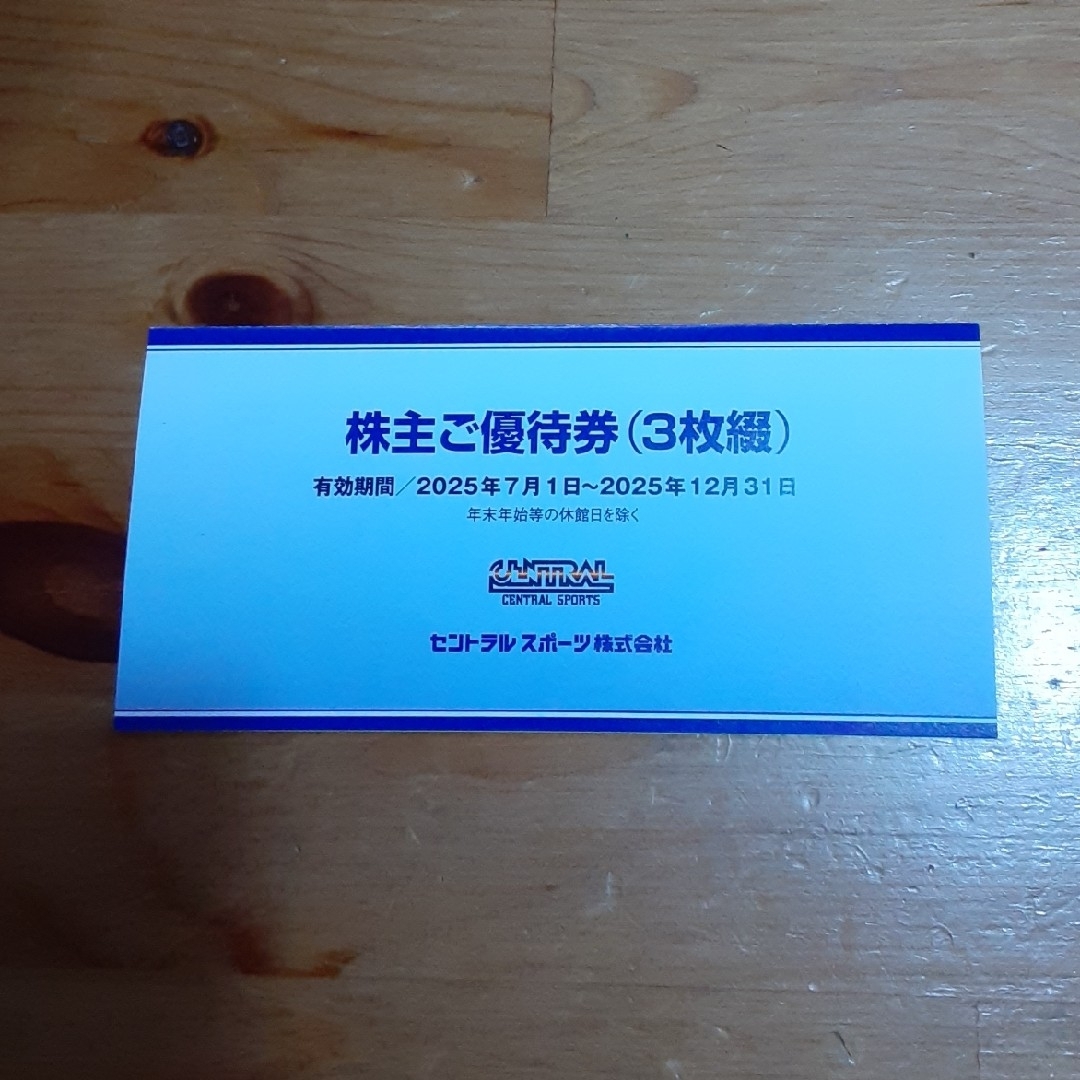 株主ご優待券(3枚綴)
有効期間／2025年7月1日～2025年12月31日
年末年始等の休館日を除く
CENTRAL
CENTRAL SPORTS
セントラルスポーツ株式会社